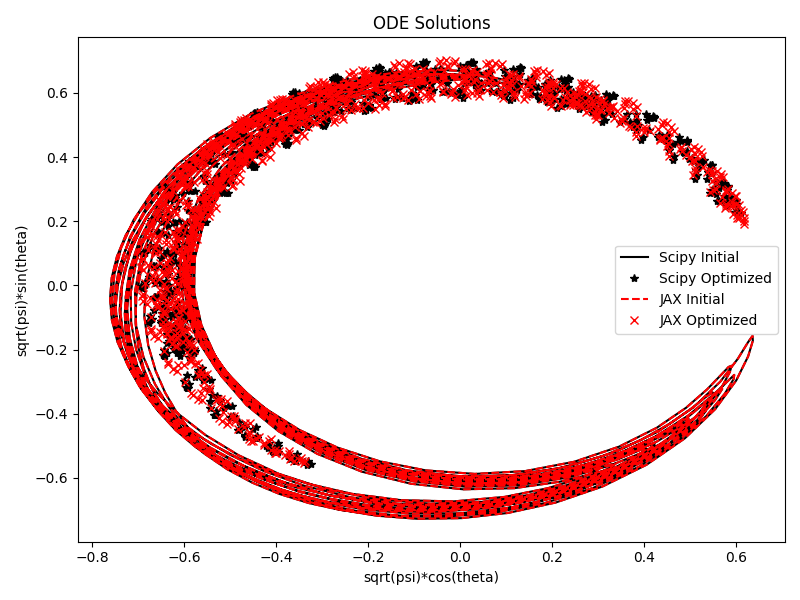 ODE Solutions
sqrt(psi)*sin(theta)
0.6
0.4
0.2
0.0
−0.2
−0.4
−0.6
Scipy Initial
Scipy Optimized
JAX Initial
JAX Optimized
−0.8 −0.6 −0.4 −0.2 0.0 0.2 0.4 0.6
sqrt(psi)*cos(theta)